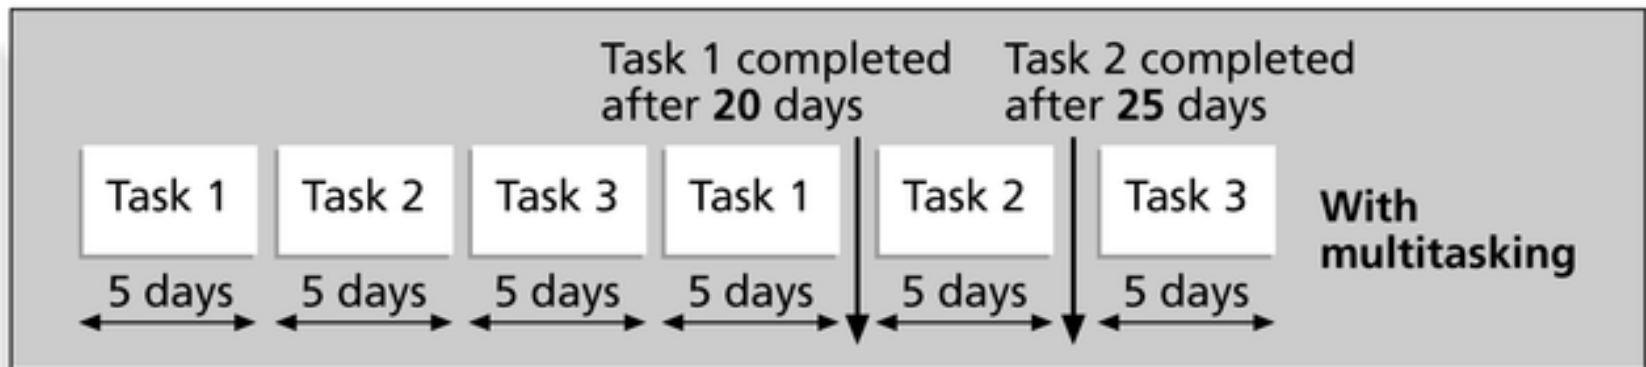 Task 1 completed
after 20 days
Task 2 completed
after 25 days
Task 1 Task 2 Task 3 Task 1 Task 2 Task 3
With
multitasking
5 days 5 days 5 days 5 days 5 days 5 days